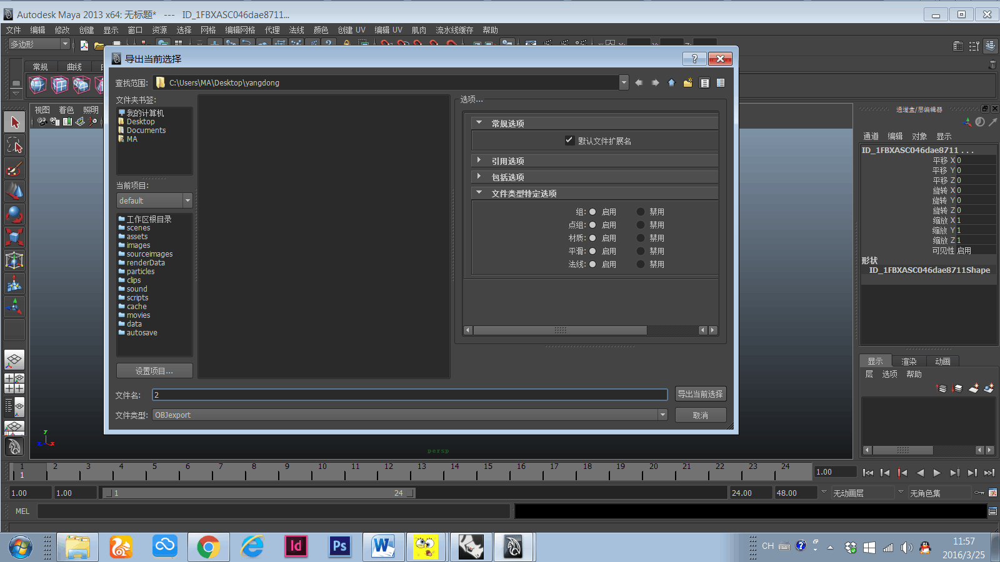 Autodesk Maya 2013 x64: 无标题* --- ID_1FBXASC046dae8711...
文件 编辑 修改 创建 显示 窗口 资源 选择 网格 编辑网格 代理 法线 颜色 创建 UV 编辑 UV 肌肉 流水线缓存 帮助
多边形
常规 曲线
视图 着色 照明
导出当前选择
查找范围: C:\Users\MA\Desktop\yangdong
文件夹书签:
我的计算机
Desktop
Documents
MA
当前项目:
default
工作区根目录
scenes
assets
images
sourceimages
renderData
particles
clips
sound
scripts
cache
movies
data
autosave
设置项目...
选项...
常规选项
默认文件扩展名
引用选项
包括选项
文件类型特定选项
组: 启用 禁用
点组: 启用 禁用
材质: 启用 禁用
平滑: 启用 禁用
法线: 启用 禁用
文件名: 2
导出当前选择
文件类型: OBJexport
取消
通道盒/层编辑器
通道 编辑 对象 显示
ID_1FBXASC046dae8711 . . .
平移 X 0
平移 Y 0
平移 Z 0
旋转 X 0
旋转 Y 0
旋转 Z 0
缩放 X 1
缩放 Y 1
缩放 Z 1
可见性 启用
形状
ID_1FBXASC046dae8711Shape
显示 渲染 动画
层 选项 帮助
y
z x
persp
1 2 3 4 5 6 7 8 9 10 11 12 13 14 15 16 17 18 19 20 21 22 23 24
1
1.00
1.00 1.00 1 24 24.00 48.00 无动画层 无角色集
MEL
Id Ps W
CH
11:57
2016/3/25